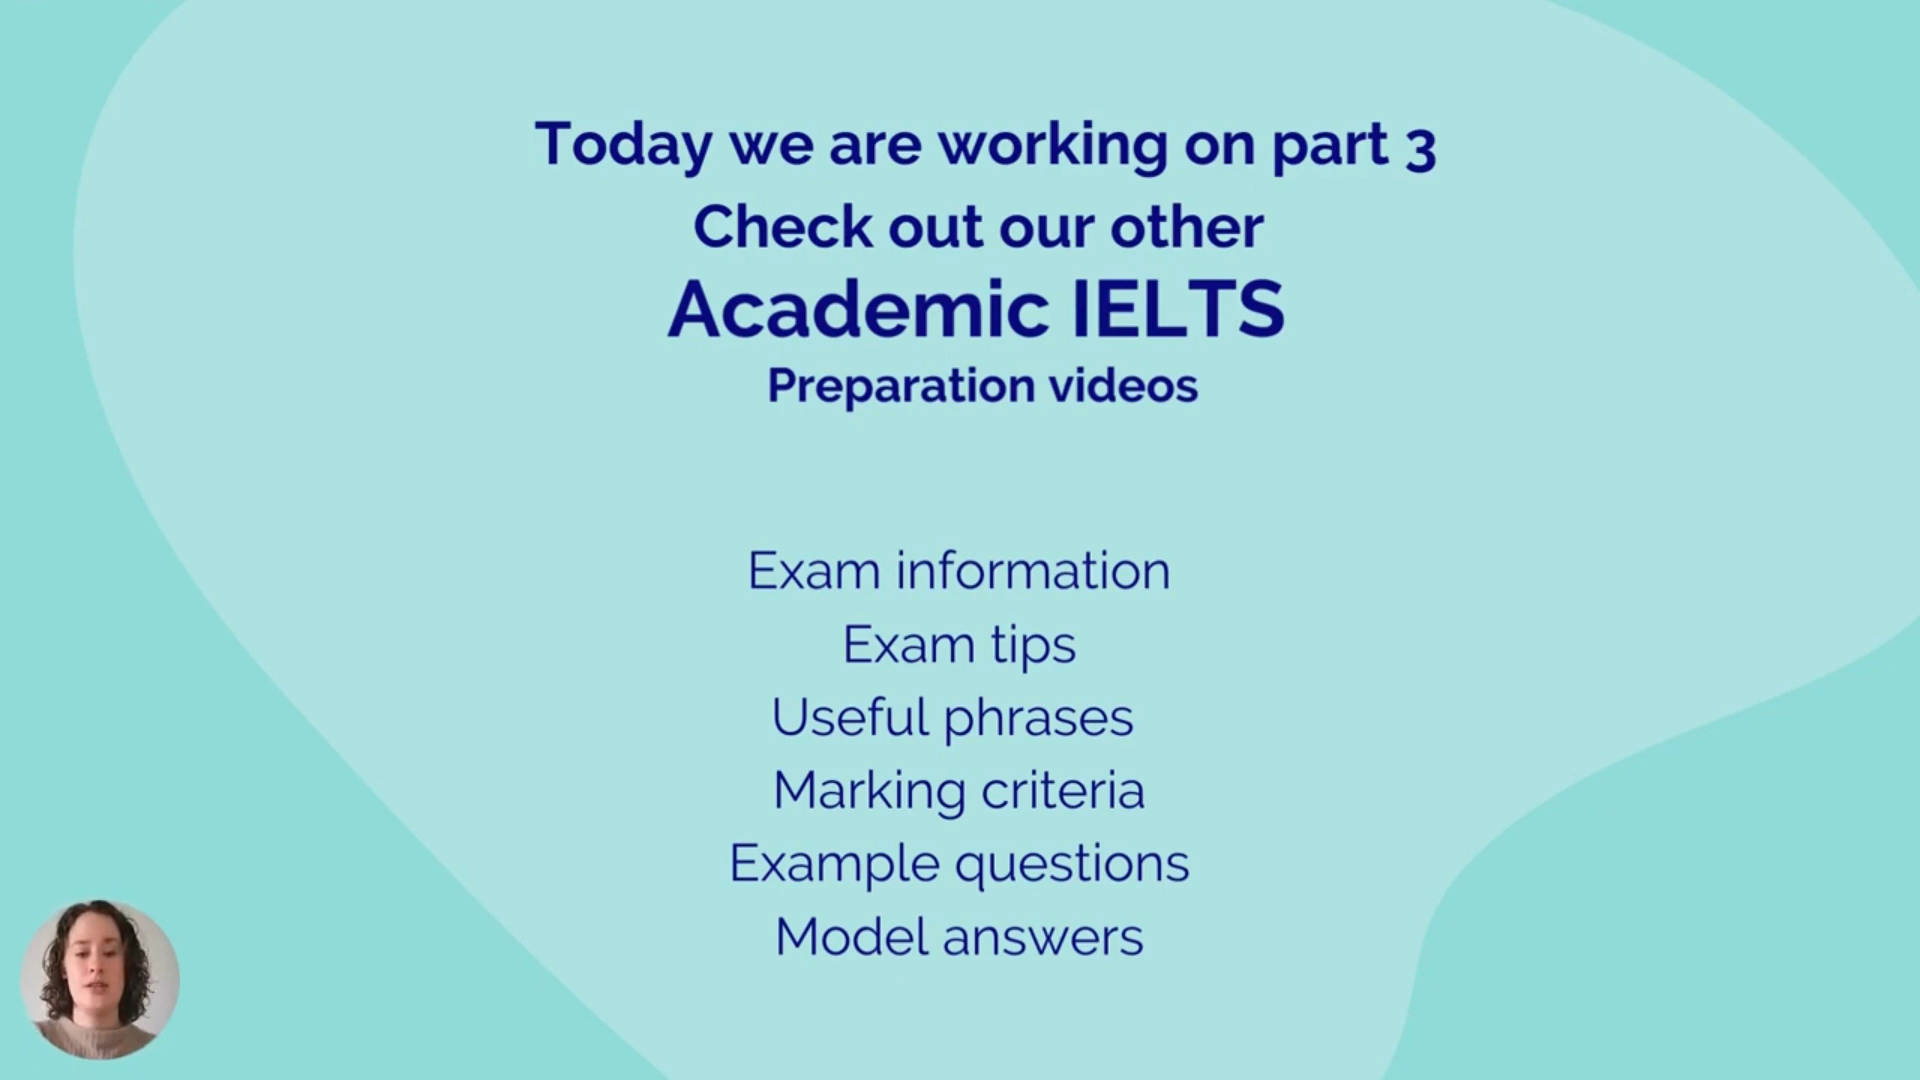 Today we are working on part 3
Check out our other
Academic IELTS
Preparation videos
Exam information
Exam tips
Useful phrases
Marking criteria
Example questions
Model answers